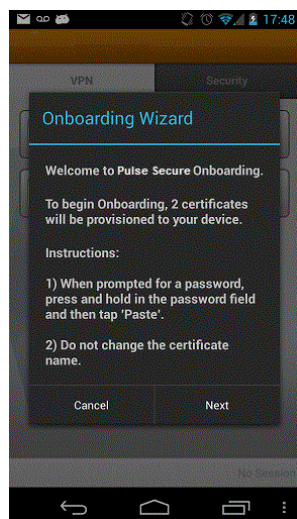 17:48
VPN Security
Onboarding Wizard
Welcome to Pulse Secure Onboarding.
To begin Onboarding, 2 certificates
will be provisioned to your device.
Instructions:
1) When prompted for a password,
press and hold in the password field
and then tap 'Paste'.
2) Do not change the certificate
name.
Cancel Next
No Session